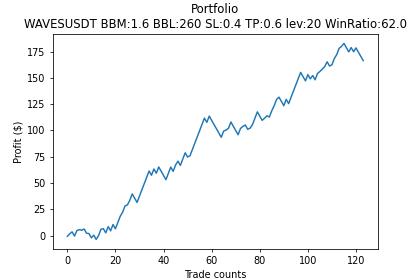 Portfolio
WAVESUSDT BBM:1.6 BBL:260 SL:0.4 TP:0.6 lev:20 WinRatio:62.0
Profit ($)
175
150
125
100
75
50
25
0
0 20 40 60 80 100 120
Trade counts